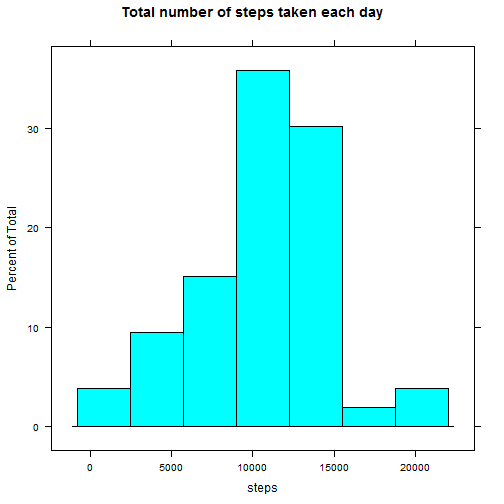 Total number of steps taken each day
30
20
10
0
Percent of Total
0 5000 10000 15000 20000
steps